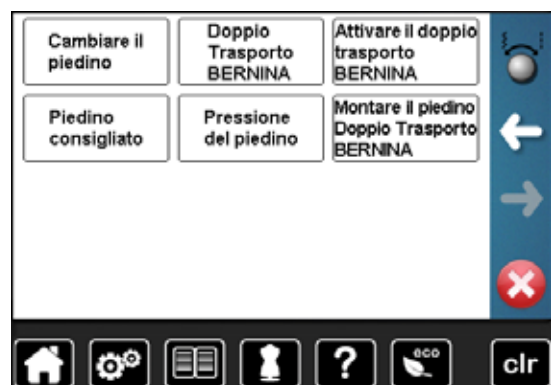 Cambiare il
piedino
Doppio
Trasporto
BERNINA
Attivare il doppio
trasporto
BERNINA
Piedino
consigliato
Pressione
del piedino
Montare il piedino
Doppio Trasporto
BERNINA
?
eco
clr